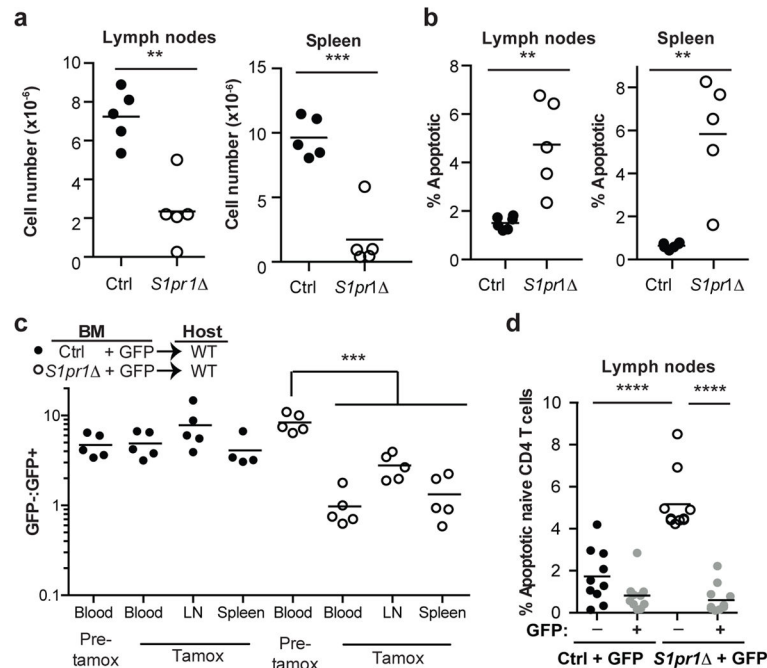 a
Lymph nodes
**
Cell number (x10-6)
10
8
6
4
2
0
Ctrl
S1pr1Δ
Spleen
***
Cell number (x10-6)
15
10
5
0
Ctrl
S1pr1Δ
b
Lymph nodes
**
% Apoptotic
8
6
4
2
0
Ctrl
S1pr1Δ
Spleen
**
% Apoptotic
8
6
4
2
0
Ctrl
S1pr1Δ
c
BM Host
Ctrl + GFP WT
S1pr1Δ + GFP WT
***
GFP-:GFP+
10
1
0.1
Blood Blood LN Spleen Blood Blood LN Spleen
Pre-tamox
Tamox
Pre-tamox
Tamox
d
Lymph nodes
**** ****
% Apoptotic naive CD4 T cells
10
8
6
4
2
0
GFP: – + – +
Ctrl + GFP S1pr1Δ + GFP